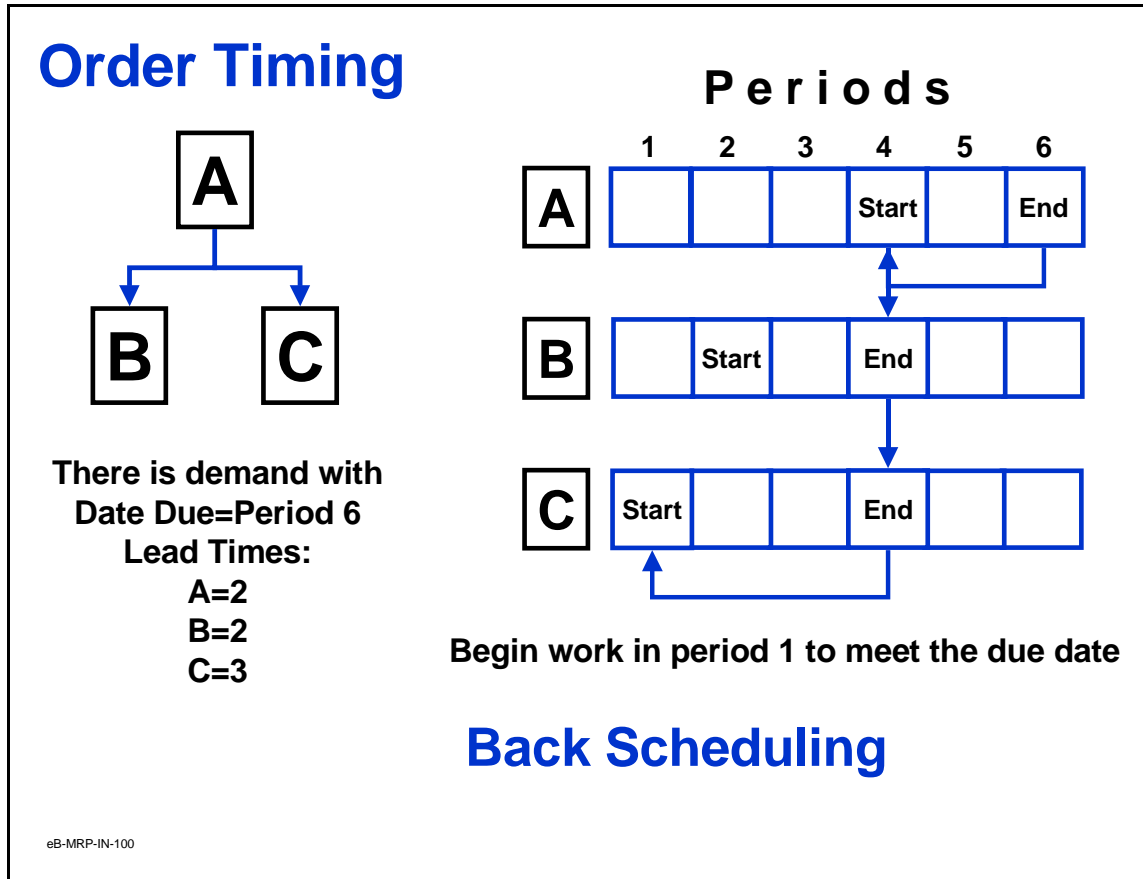 Order Timing
A
B
C
There is demand with
Date Due=Period 6
Lead Times:
A=2
B=2
C=3
Periods
1 2 3 4 5 6
A Start End
B Start End
C Start End
Begin work in period 1 to meet the due date
Back Scheduling
eB-MRP-IN-100